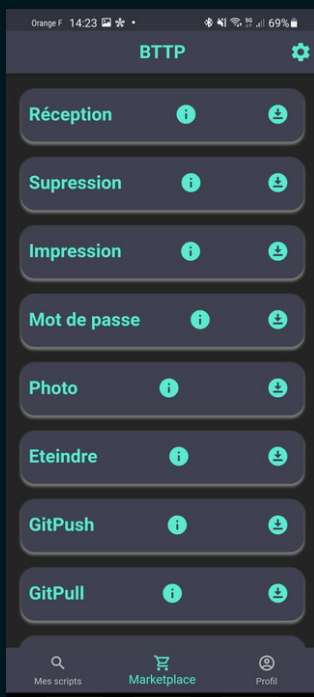 Orange F 14:23
69%
BTTP
Réception
Supression
Impression
Mot de passe
Photo
Eteindre
GitPush
GitPull
Mes scripts
Marketplace
Profil